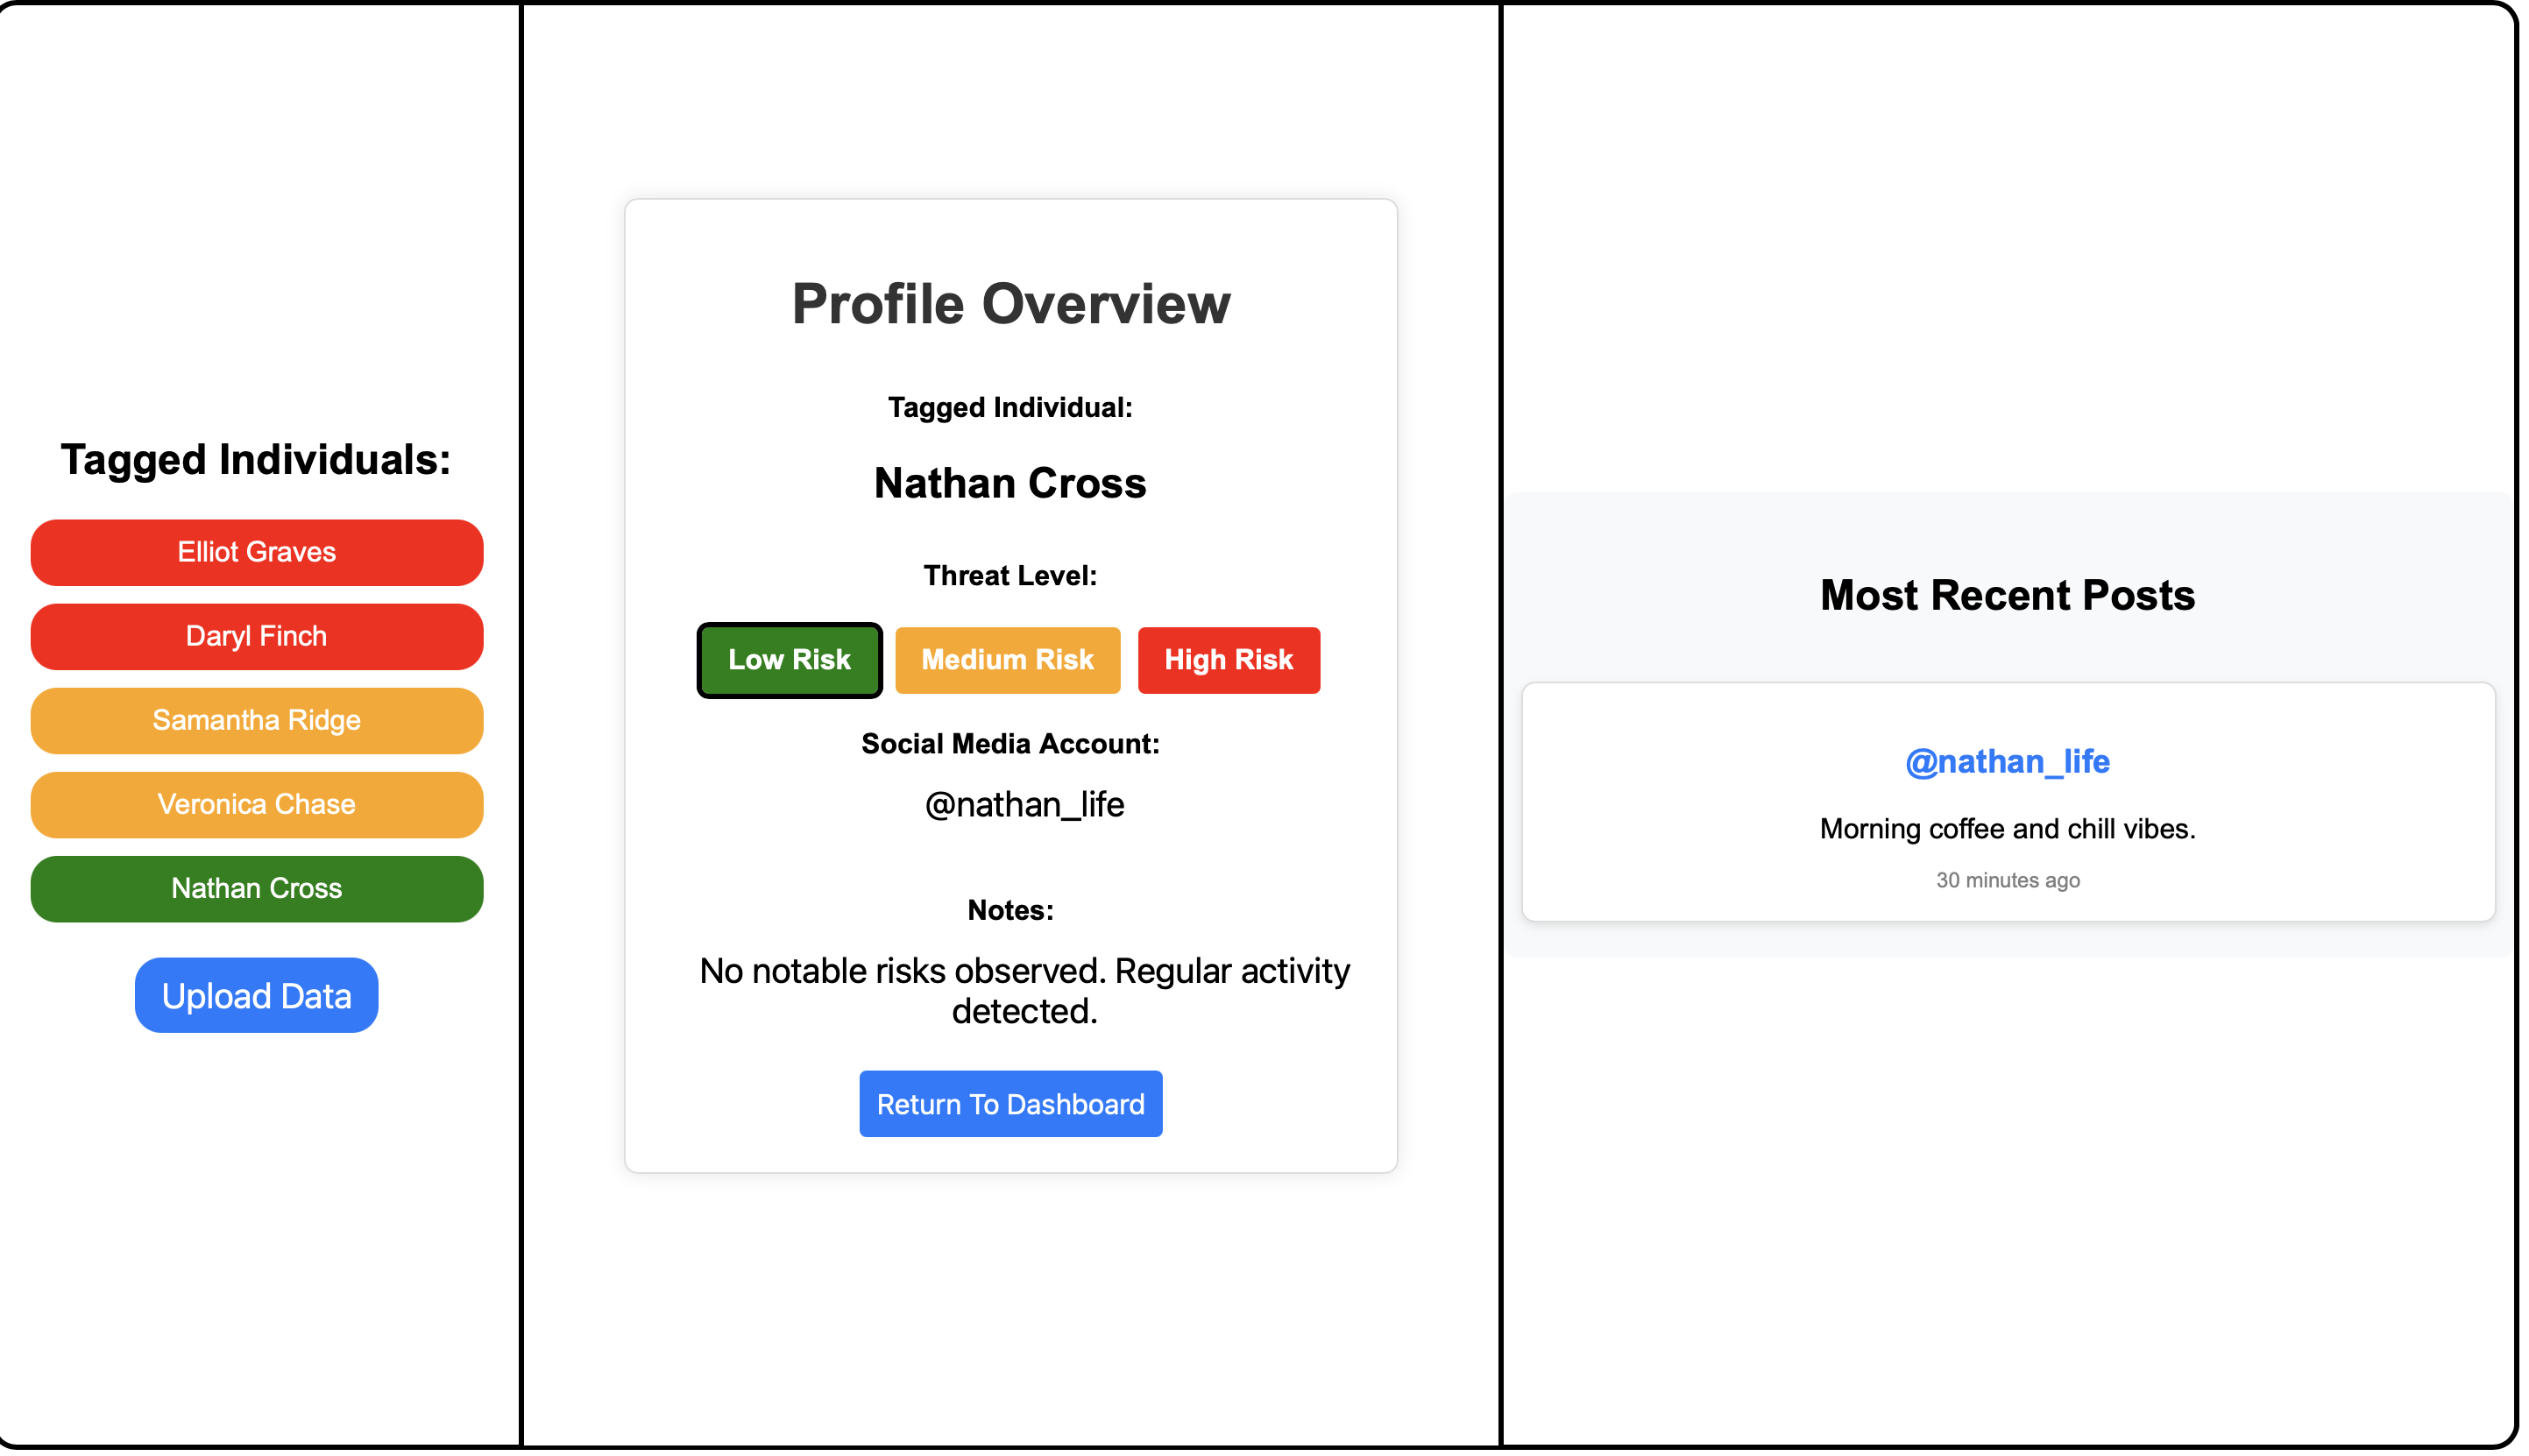 Tagged Individuals:
Elliot Graves
Daryl Finch
Samantha Ridge
Veronica Chase
Nathan Cross
Upload Data
Profile Overview
Tagged Individual:
Nathan Cross
Threat Level:
Low Risk Medium Risk High Risk
Social Media Account:
@nathan_life
Notes:
No notable risks observed. Regular activity
detected.
Return To Dashboard
Most Recent Posts
@nathan_life
Morning coffee and chill vibes.
30 minutes ago